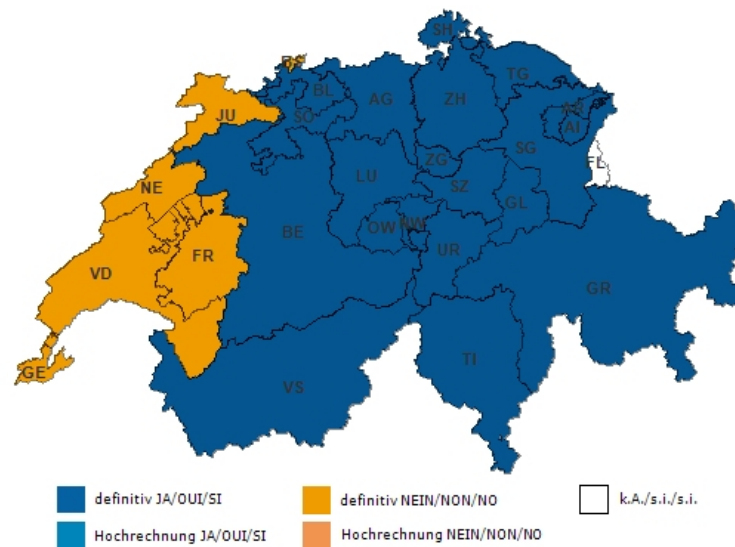 SH
BS
BL
AG
ZH
TG
JU
SO
AR
AI
SG
FL
NE
LU
ZG
SZ
GL
BE
OW
NW
UR
VD
FR
GR
GE
VS
TI
definitiv JA/OUI/SI
definitiv NEIN/NON/NO
k.A./s.i./s.i.
Hochrechnung JA/OUI/SI
Hochrechnung NEIN/NON/NO